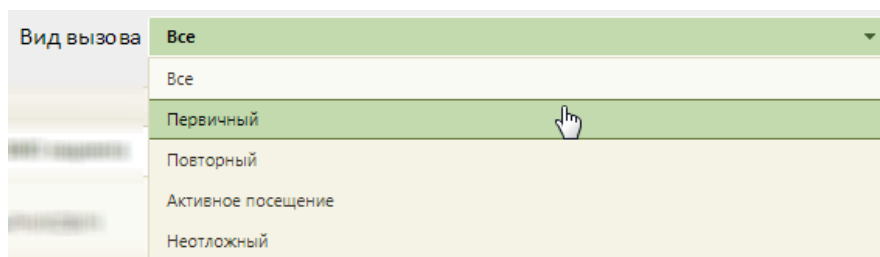 Вид вызова Все
Все
Первичный
Повторный
Активное посещение
Неотложный